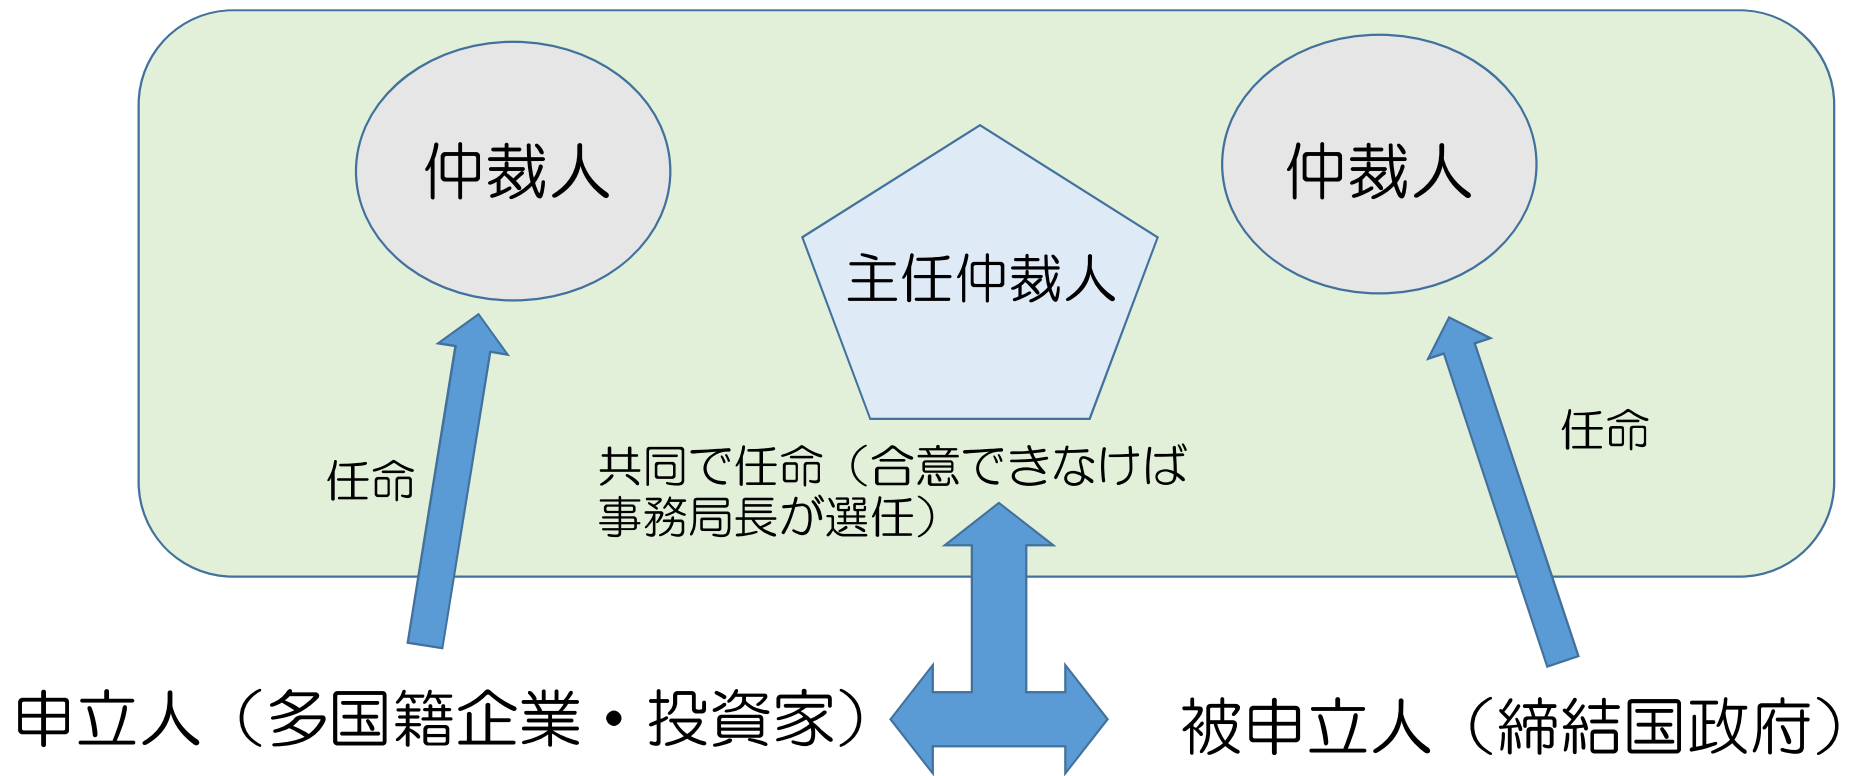 仲裁人
仲裁人
主任仲裁人
任命
任命
共同で任命（合意できなけば
事務局長が選任）
申立人（多国籍企業・投資家）
被申立人（締結国政府）